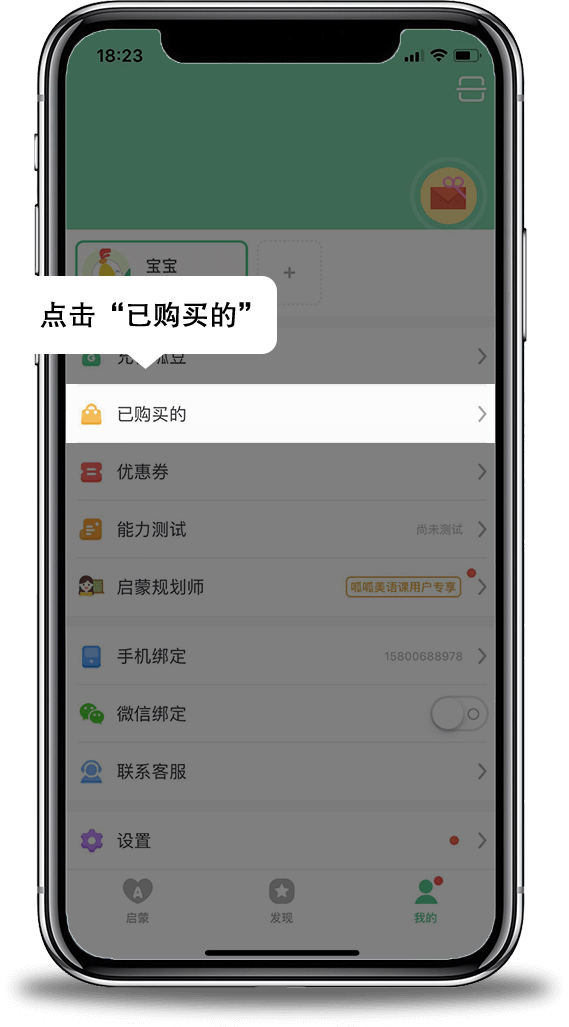 18:23
宝宝
点击“已购买的”
已购买的
优惠券
能力测试
尚未测试
启蒙规划师
呱呱美语课用户专享
手机绑定
15800688978
微信绑定
联系客服
设置
启蒙
发现
我的